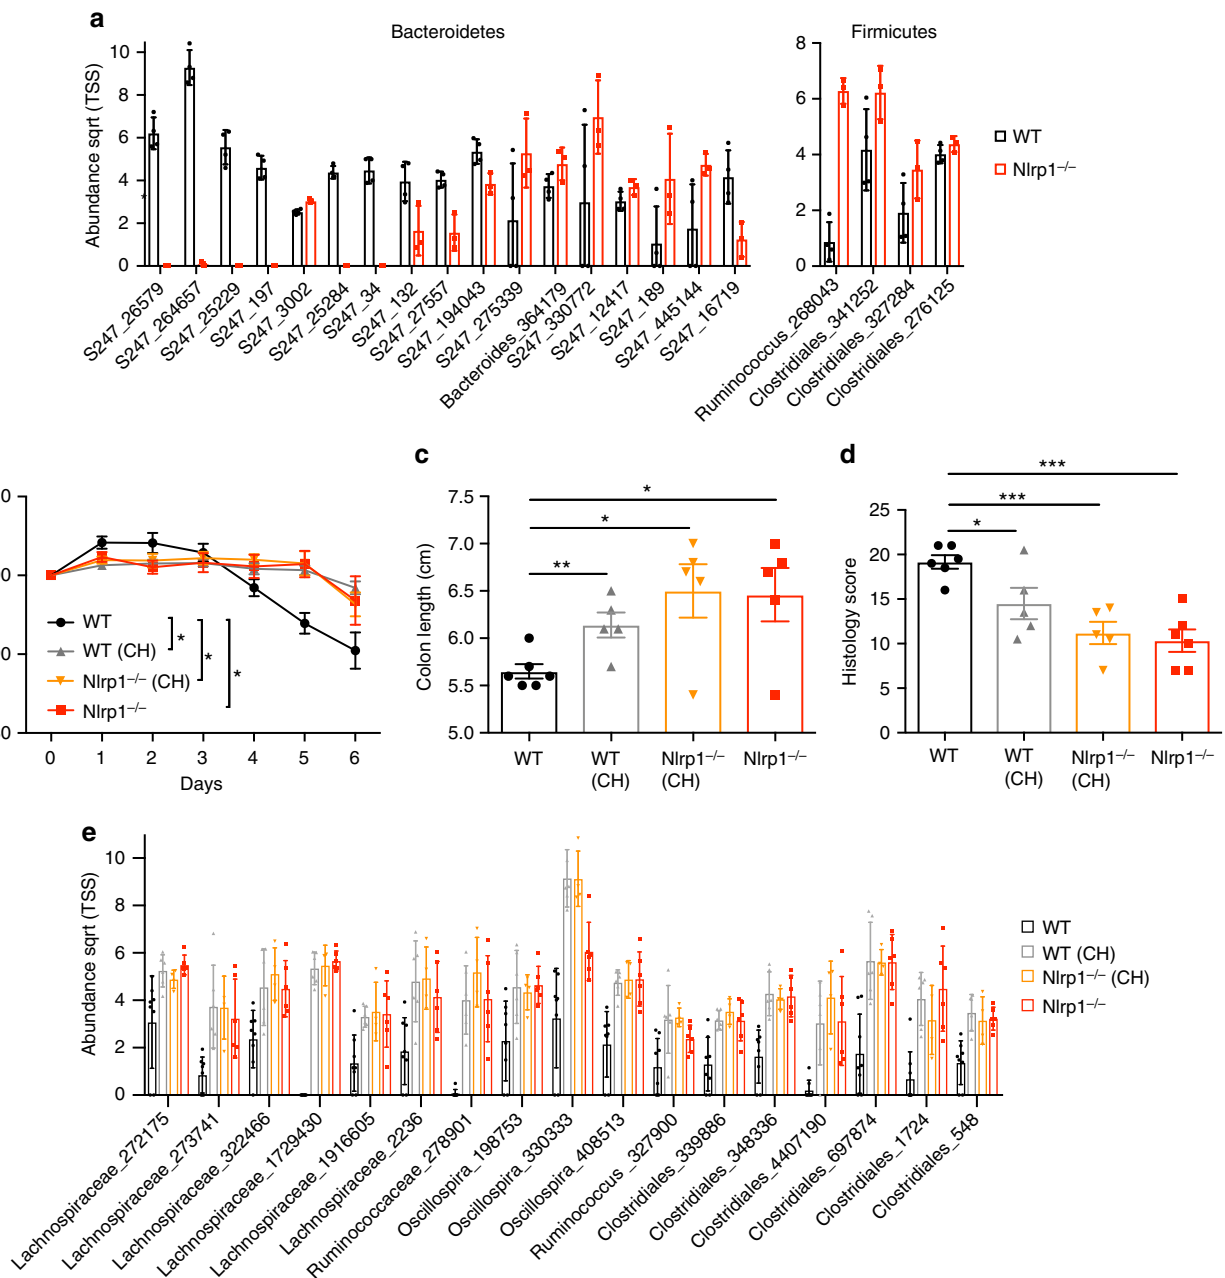 a
Bacteroidetes
Firmicutes
Abundance sqrt (TSS)
10
8
6
4
2
0
*
S247_26579
S247_264657
S247_25229
S247_197
S247_3002
S247_25284
S247_34
S247_132
S247_27557
S247_194043
S247_275339
Bacteroides_364179
S247_330772
S247_12417
S247_189
S247_445144
S247_16719
8
6
4
2
0
Ruminococcus_268043
Clostridiales_341252
Clostridiales_327284
Clostridiales_276125
WT
Nlrp1–/–
0
0
0
0
WT
WT (CH)
Nlrp1–/– (CH)
Nlrp1–/–
*
*
*
0 1 2 3 4 5 6
Days
c
Colon length (cm)
7.5
7.0
6.5
6.0
5.5
5.0
*
*
**
WT
WT (CH)
Nlrp1–/– (CH)
Nlrp1–/–
d
Histology score
25
20
15
10
5
0
***
***
*
WT
WT (CH)
Nlrp1–/– (CH)
Nlrp1–/–
e
Abundance sqrt (TSS)
10
8
6
4
2
0
Lachnospiraceae_272175
Lachnospiraceae_273741
Lachnospiraceae_322466
Lachnospiraceae_1729430
Lachnospiraceae_1916605
Lachnospiraceae_2236
Ruminococcaceae_278901
Oscillospira_198753
Oscillospira_330333
Oscillospira_408513
Ruminococcus_327900
Clostridiales_339886
Clostridiales_348336
Clostridiales_4407190
Clostridiales_697874
Clostridiales_1724
Clostridiales_548
WT
WT (CH)
Nlrp1–/– (CH)
Nlrp1–/–